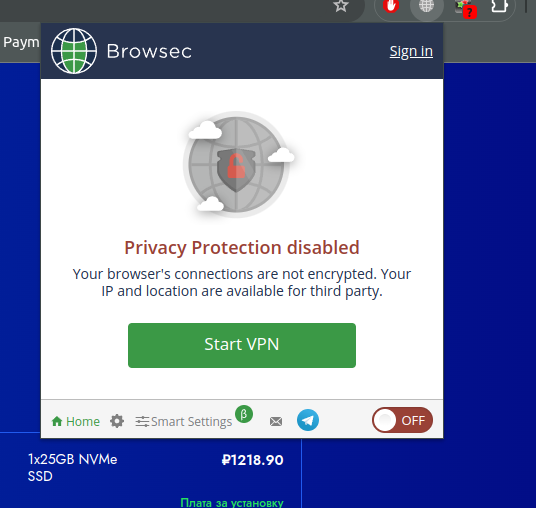 Paym
Browsec
Sign in
Privacy Protection disabled
Your browser's connections are not encrypted. Your
IP and location are available for third party.
Start VPN
Home
Smart Settings
β
OFF
1x25GB NVMe
SSD
₽1218.90
Плата за установку